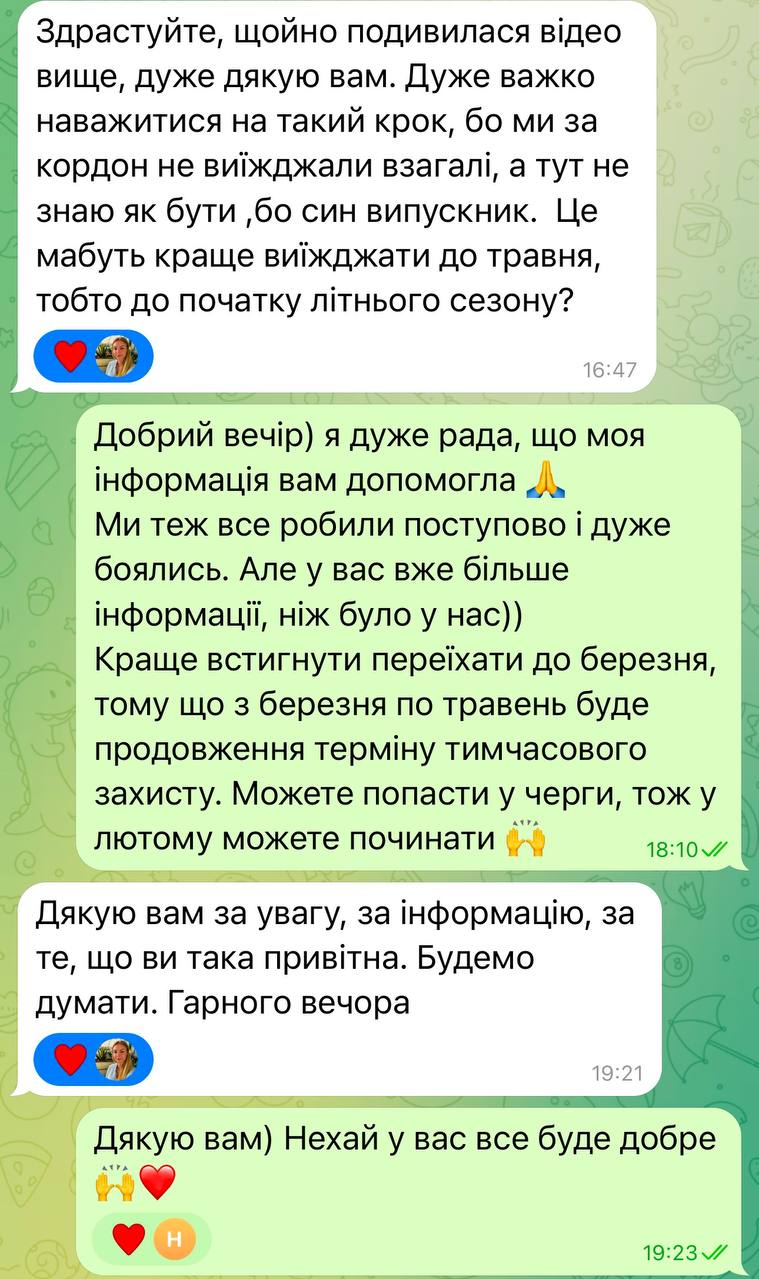 Здрастуйте, щойно подивилася відео
вище, дуже дякую вам. Дуже важко
наважитися на такий крок, бо ми за
кордон не виїжджали взагалі, а тут не
знаю як бути ,бо син випускник.  Це
мабуть краще виїжджати до травня,
тобто до початку літнього сезону?
❤️
16:47
Добрий вечір) я дуже рада, що моя
інформація вам допомогла 🙏
Ми теж все робили поступово і дуже
боялись. Але у вас вже більше
інформації, ніж було у нас))
Краще встигнути переїхати до березня,
тому що з березня по травень буде
продовження терміну тимчасового
захисту. Можете попасти у черги, тож у
лютому можете починати 🙌
18:10
Дякую вам за увагу, за інформацію, за
те, що ви така привітна. Будемо
думати. Гарного вечора
❤️
19:21
Дякую вам) Нехай у вас все буде добре
🙌❤️
❤️ Н
19:23